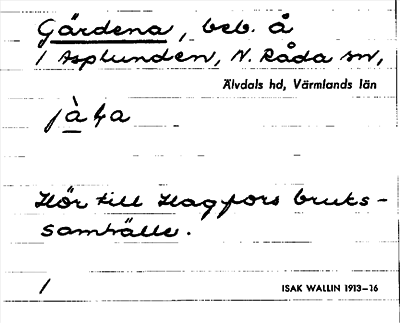 Gärdena, beb. å
1 Asplunden, N. Råda sn,
Älvdals hd, Värmlands län
Hör till Hagfors bruks-
samhälle.
1
ISAK WALLIN 1913–16